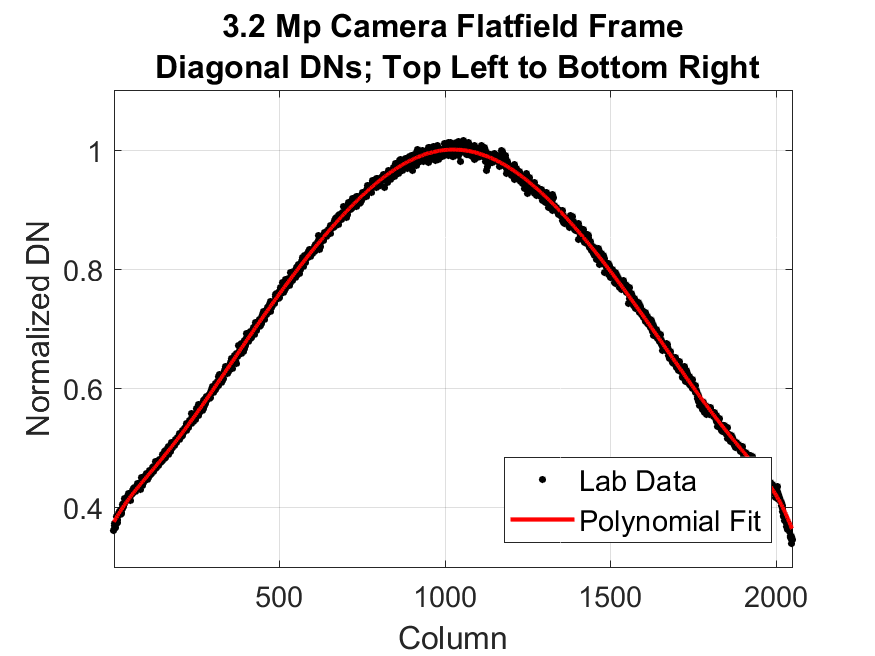 3.2 Mp Camera Flatfield Frame
Diagonal DNs; Top Left to Bottom Right
Normalized DN
1
0.8
0.6
0.4
Lab Data
Polynomial Fit
500 1000 1500 2000
Column